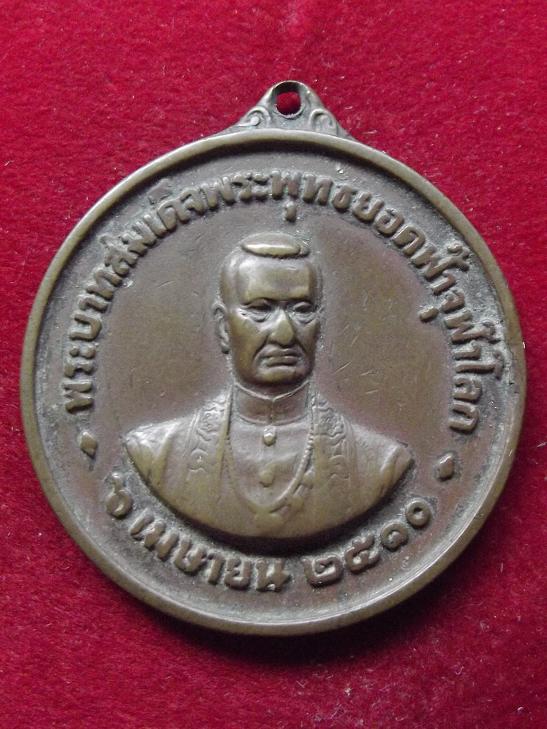 พระบาทสมเด็จพระพุทธยอดฟ้าจุฬาโลก
๖ เมษายน ๒๕๑๐